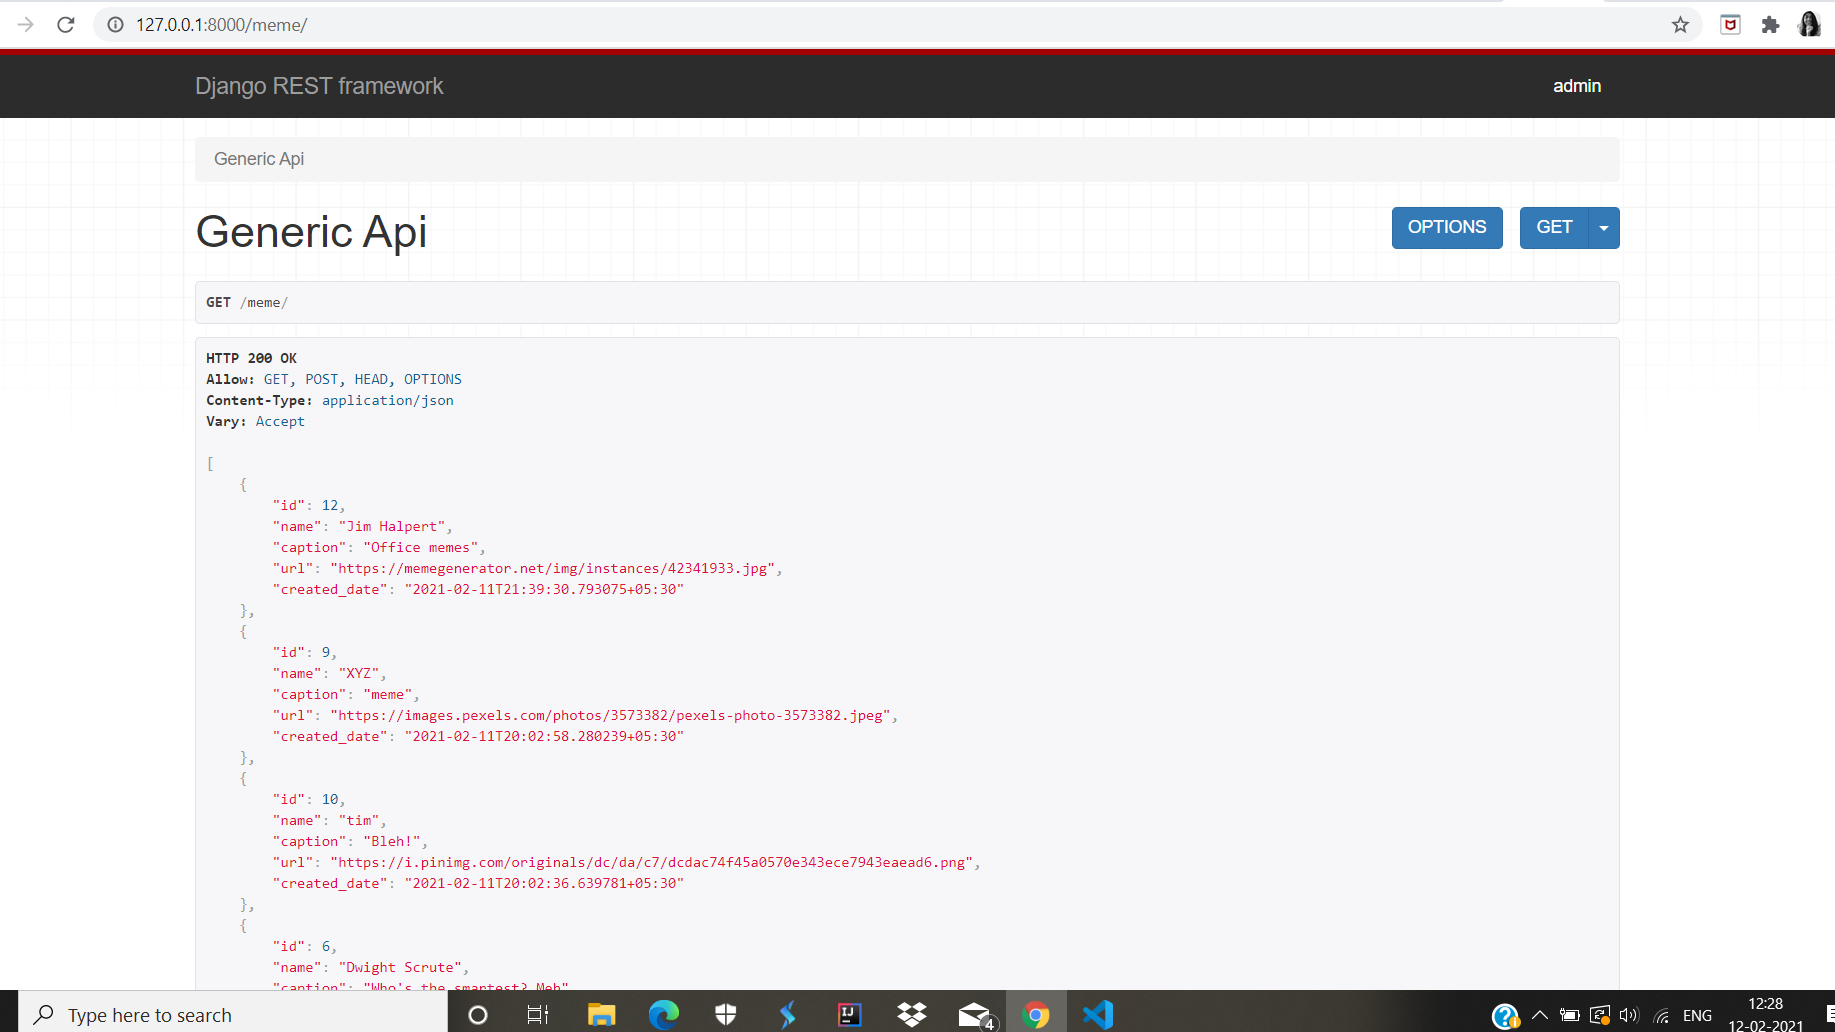 127.0.0.1:8000/meme/
Django REST framework
admin
Generic Api
Generic Api
OPTIONS
GET
GET /meme/
HTTP 200 OK
Allow: GET, POST, HEAD, OPTIONS
Content-Type: application/json
Vary: Accept
[
{
"id": 12,
"name": "Jim Halpert",
"caption": "Office memes",
"url": "https://memegenerator.net/img/instances/42341933.jpg",
"created_date": "2021-02-11T21:39:30.793075+05:30"
},
{
"id": 9,
"name": "XYZ",
"caption": "meme",
"url": "https://images.pexels.com/photos/3573382/pexels-photo-3573382.jpeg",
"created_date": "2021-02-11T20:02:58.280239+05:30"
},
{
"id": 10,
"name": "tim",
"caption": "Bleh!",
"url": "https://i.pinimg.com/originals/dc/da/c7/dcdac74f45a0570e343ece7943eaead6.png",
"created_date": "2021-02-11T20:02:36.639781+05:30"
},
{
"id": 6,
"name": "Dwight Scrute",
"caption": "Who's the smartest? Meh"
Type here to search
IJ
4
ENG
12:28
12-02-2021